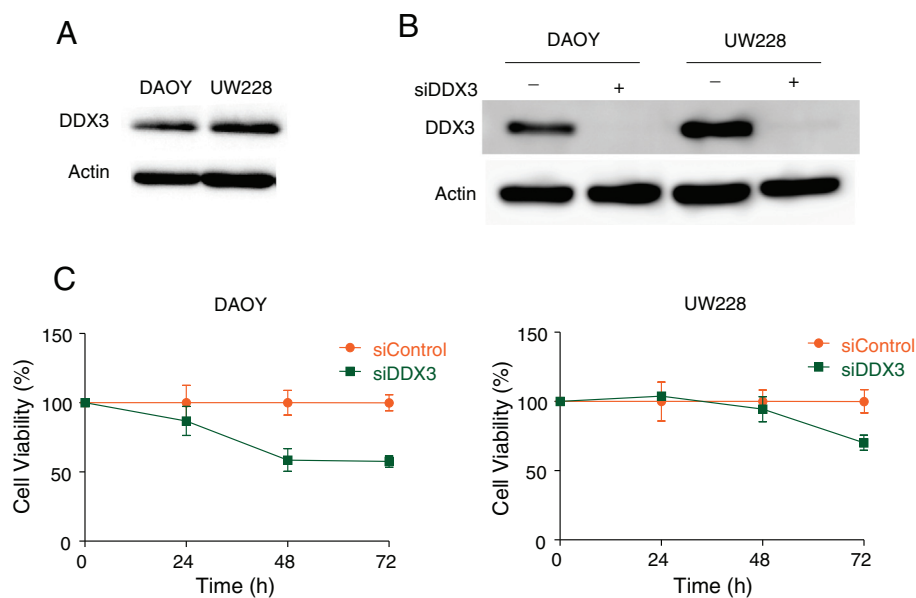 A
DAOY UW228
DDX3
Actin
B
DAOY UW228
siDDX3 – + – +
DDX3
Actin
C
DAOY
150
100
50
0
Cell Viability (%)
siControl
siDDX3
0 24 48 72
Time (h)
UW228
150
100
50
0
Cell Viability (%)
siControl
siDDX3
0 24 48 72
Time (h)